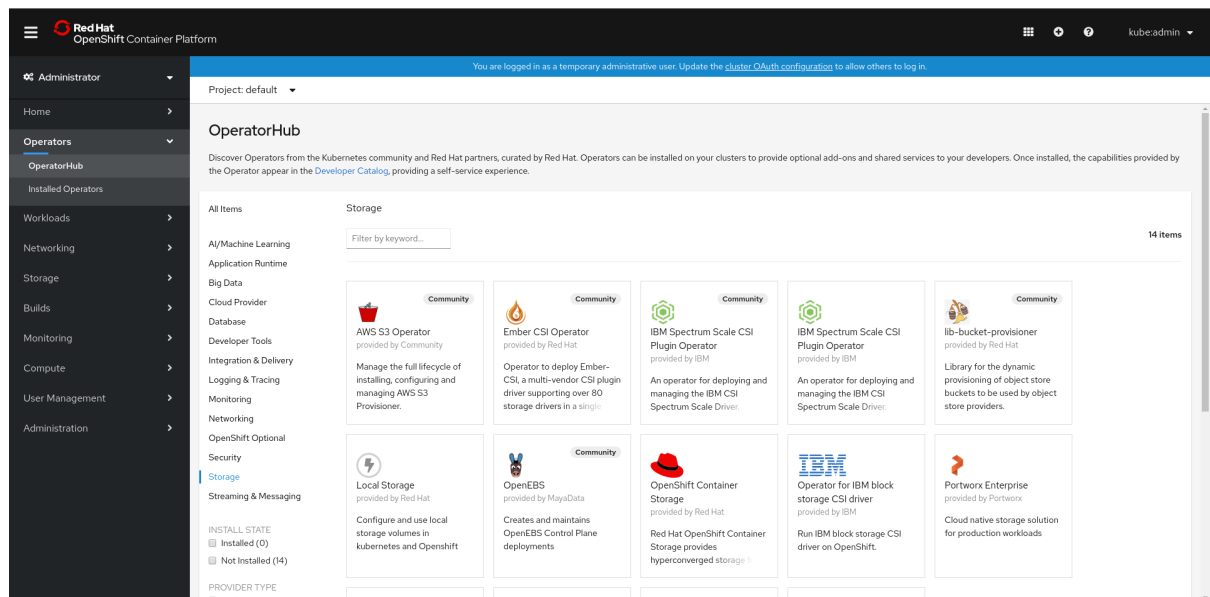 Red Hat
OpenShift Container Platform
kube:admin
Administrator
Home
Operators
OperatorHub
Installed Operators
Workloads
Networking
Storage
Builds
Monitoring
Compute
User Management
Administration
You are logged in as a temporary administrative user. Update the cluster OAuth configuration to allow others to log in.
Project: default
OperatorHub
Discover Operators from the Kubernetes community and Red Hat partners, curated by Red Hat. Operators can be installed on your clusters to provide optional add-ons and shared services to your developers. Once installed, the capabilities provided by
the Operator appear in the Developer Catalog, providing a self-service experience.
All Items
AI/Machine Learning
Application Runtime
Big Data
Cloud Provider
Database
Developer Tools
Integration & Delivery
Logging & Tracing
Monitoring
Networking
OpenShift Optional
Security
Storage
Streaming & Messaging
INSTALL STATE
Installed (0)
Not Installed (14)
PROVIDER TYPE
Storage
Filter by keyword...
14 items
Community
AWS S3 Operator
provided by Community
Manage the full lifecycle of
installing, configuring and
managing AWS S3
Provisioner.
Community
Ember CSI Operator
provided by Red Hat
Operator to deploy Ember-
CSI, a multi-vendor CSI plugin
driver supporting over 80
storage drivers in a single
Community
IBM Spectrum Scale CSI
Plugin Operator
provided by IBM
An operator for deploying and
managing the IBM CSI
Spectrum Scale Driver.
IBM Spectrum Scale CSI
Plugin Operator
provided by IBM
An operator for deploying and
managing the IBM CSI
Spectrum Scale Driver.
Community
lib-bucket-provisioner
provided by Red Hat
Library for the dynamic
provisioning of object store
buckets to be used by object
store providers.
Local Storage
provided by Red Hat
Configure and use local
storage volumes in
kubernetes and Openshift
Community
OpenEBS
provided by MayaData
Creates and maintains
OpenEBS Control Plane
deployments
OpenShift Container
Storage
provided by Red Hat
Red Hat OpenShift Container
Storage provides
hyperconverged storage
IBM
Operator for IBM block
storage CSI driver
provided by IBM
Run IBM block storage CSI
driver on OpenShift.
Portworx Enterprise
provided by Portworx
Cloud native storage solution
for production workloads